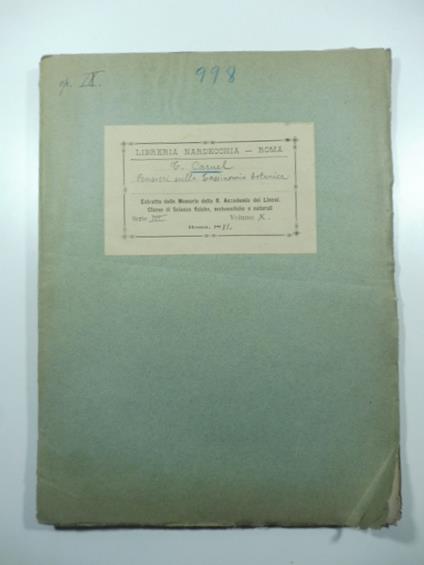 op. IX.
998
LIBRERIA NARDECCHIA — ROMA
T. Caruel
Pensieri sulla Tassinomia botanica
Estratto dalle Memorie della R. Accademia dei Lincei.
Classe di Scienze fisiche, matematiche e naturali
Serie III Volume X.
Roma, 1881.